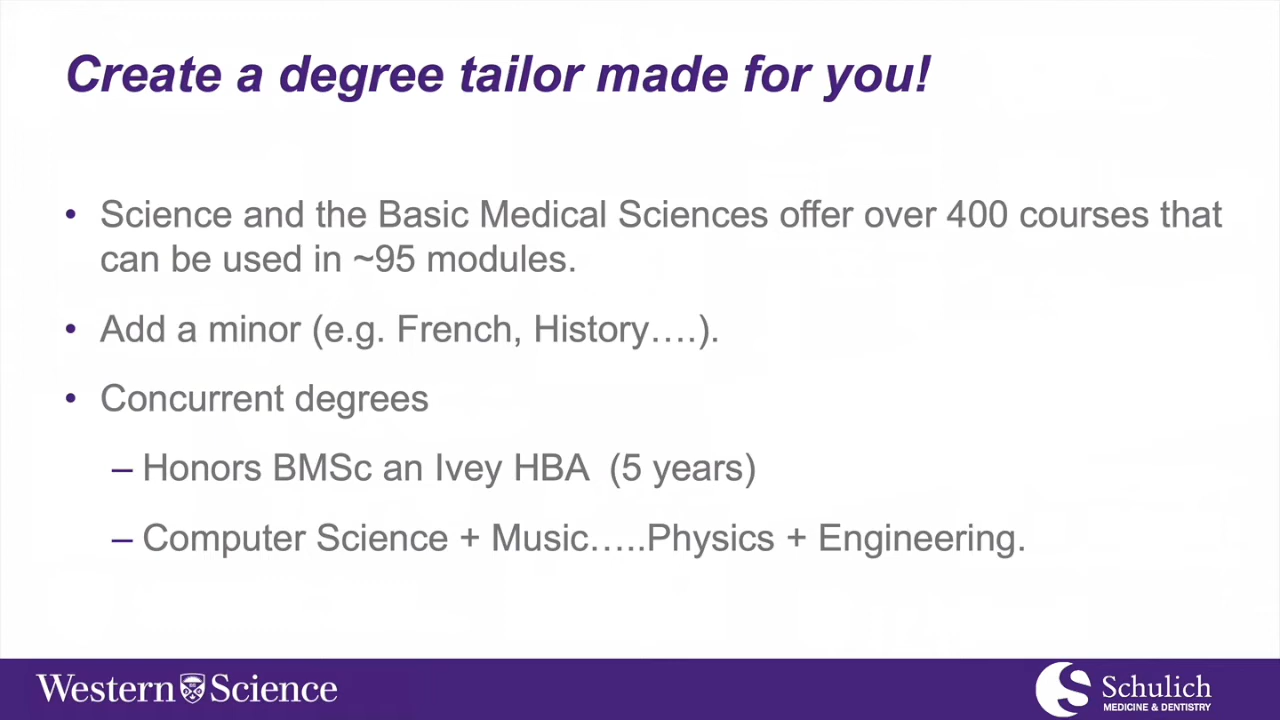 Create a degree tailor made for you!
• Science and the Basic Medical Sciences offer over 400 courses that
can be used in ~95 modules.
• Add a minor (e.g. French, History….).
• Concurrent degrees
– Honors BMSc an Ivey HBA (5 years)
– Computer Science + Music…..Physics + Engineering.
Western Science
Schulich
MEDICINE & DENTISTRY